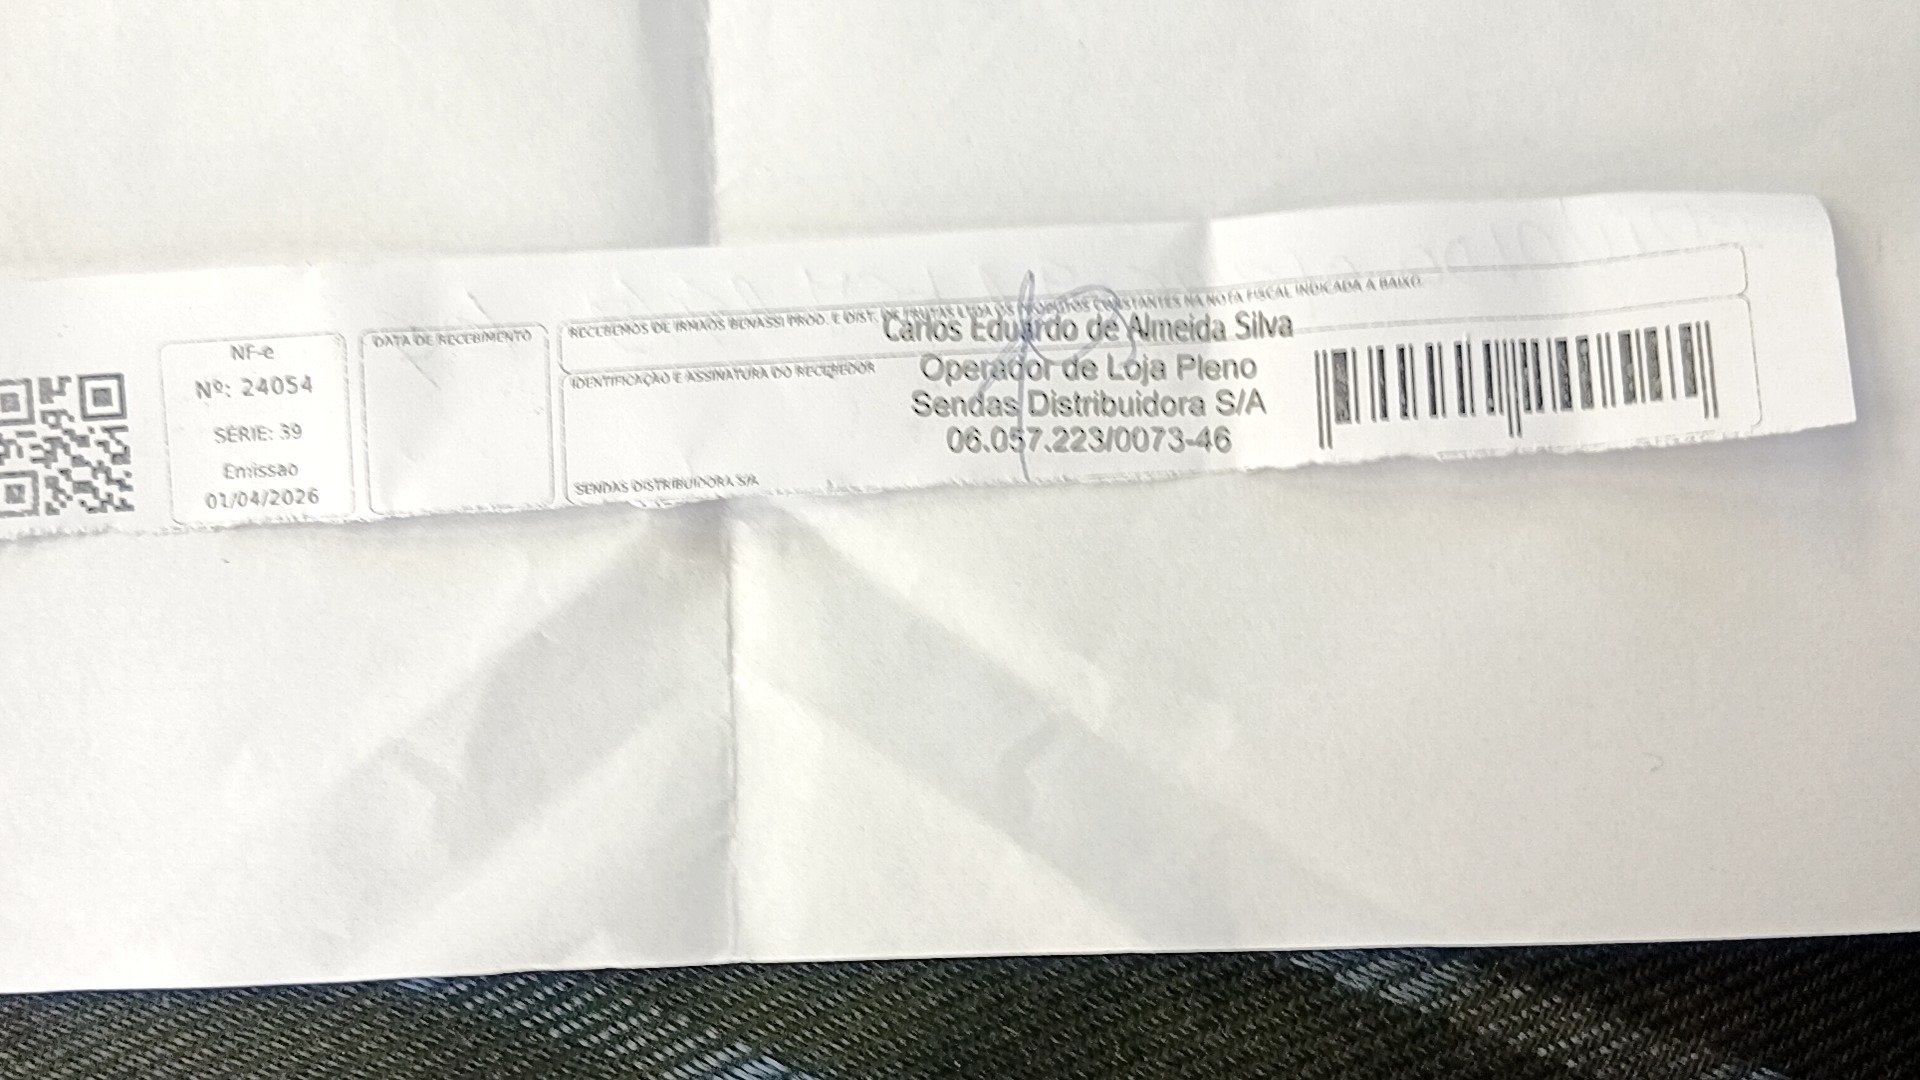 NF-e
Nº: 24054
SÉRIE: 39
Emissão
01/04/2026
DATA DE RECEBIMENTO
RECEBEMOS DE IRMAOS BENASSI PROD. E DIST. DE FRUTAS LTDA OS PRODUTOS CONSTANTES NA NOTA FISCAL INDICADA A BAIXO
IDENTIFICAÇÃO E ASSINATURA DO RECEBEDOR
SENDAS DISTRIBUIDORA S/A
Carlos Eduardo de Almeida Silva
Operador de Loja Pleno
Sendas Distribuidora S/A
06.057.223/0073-46